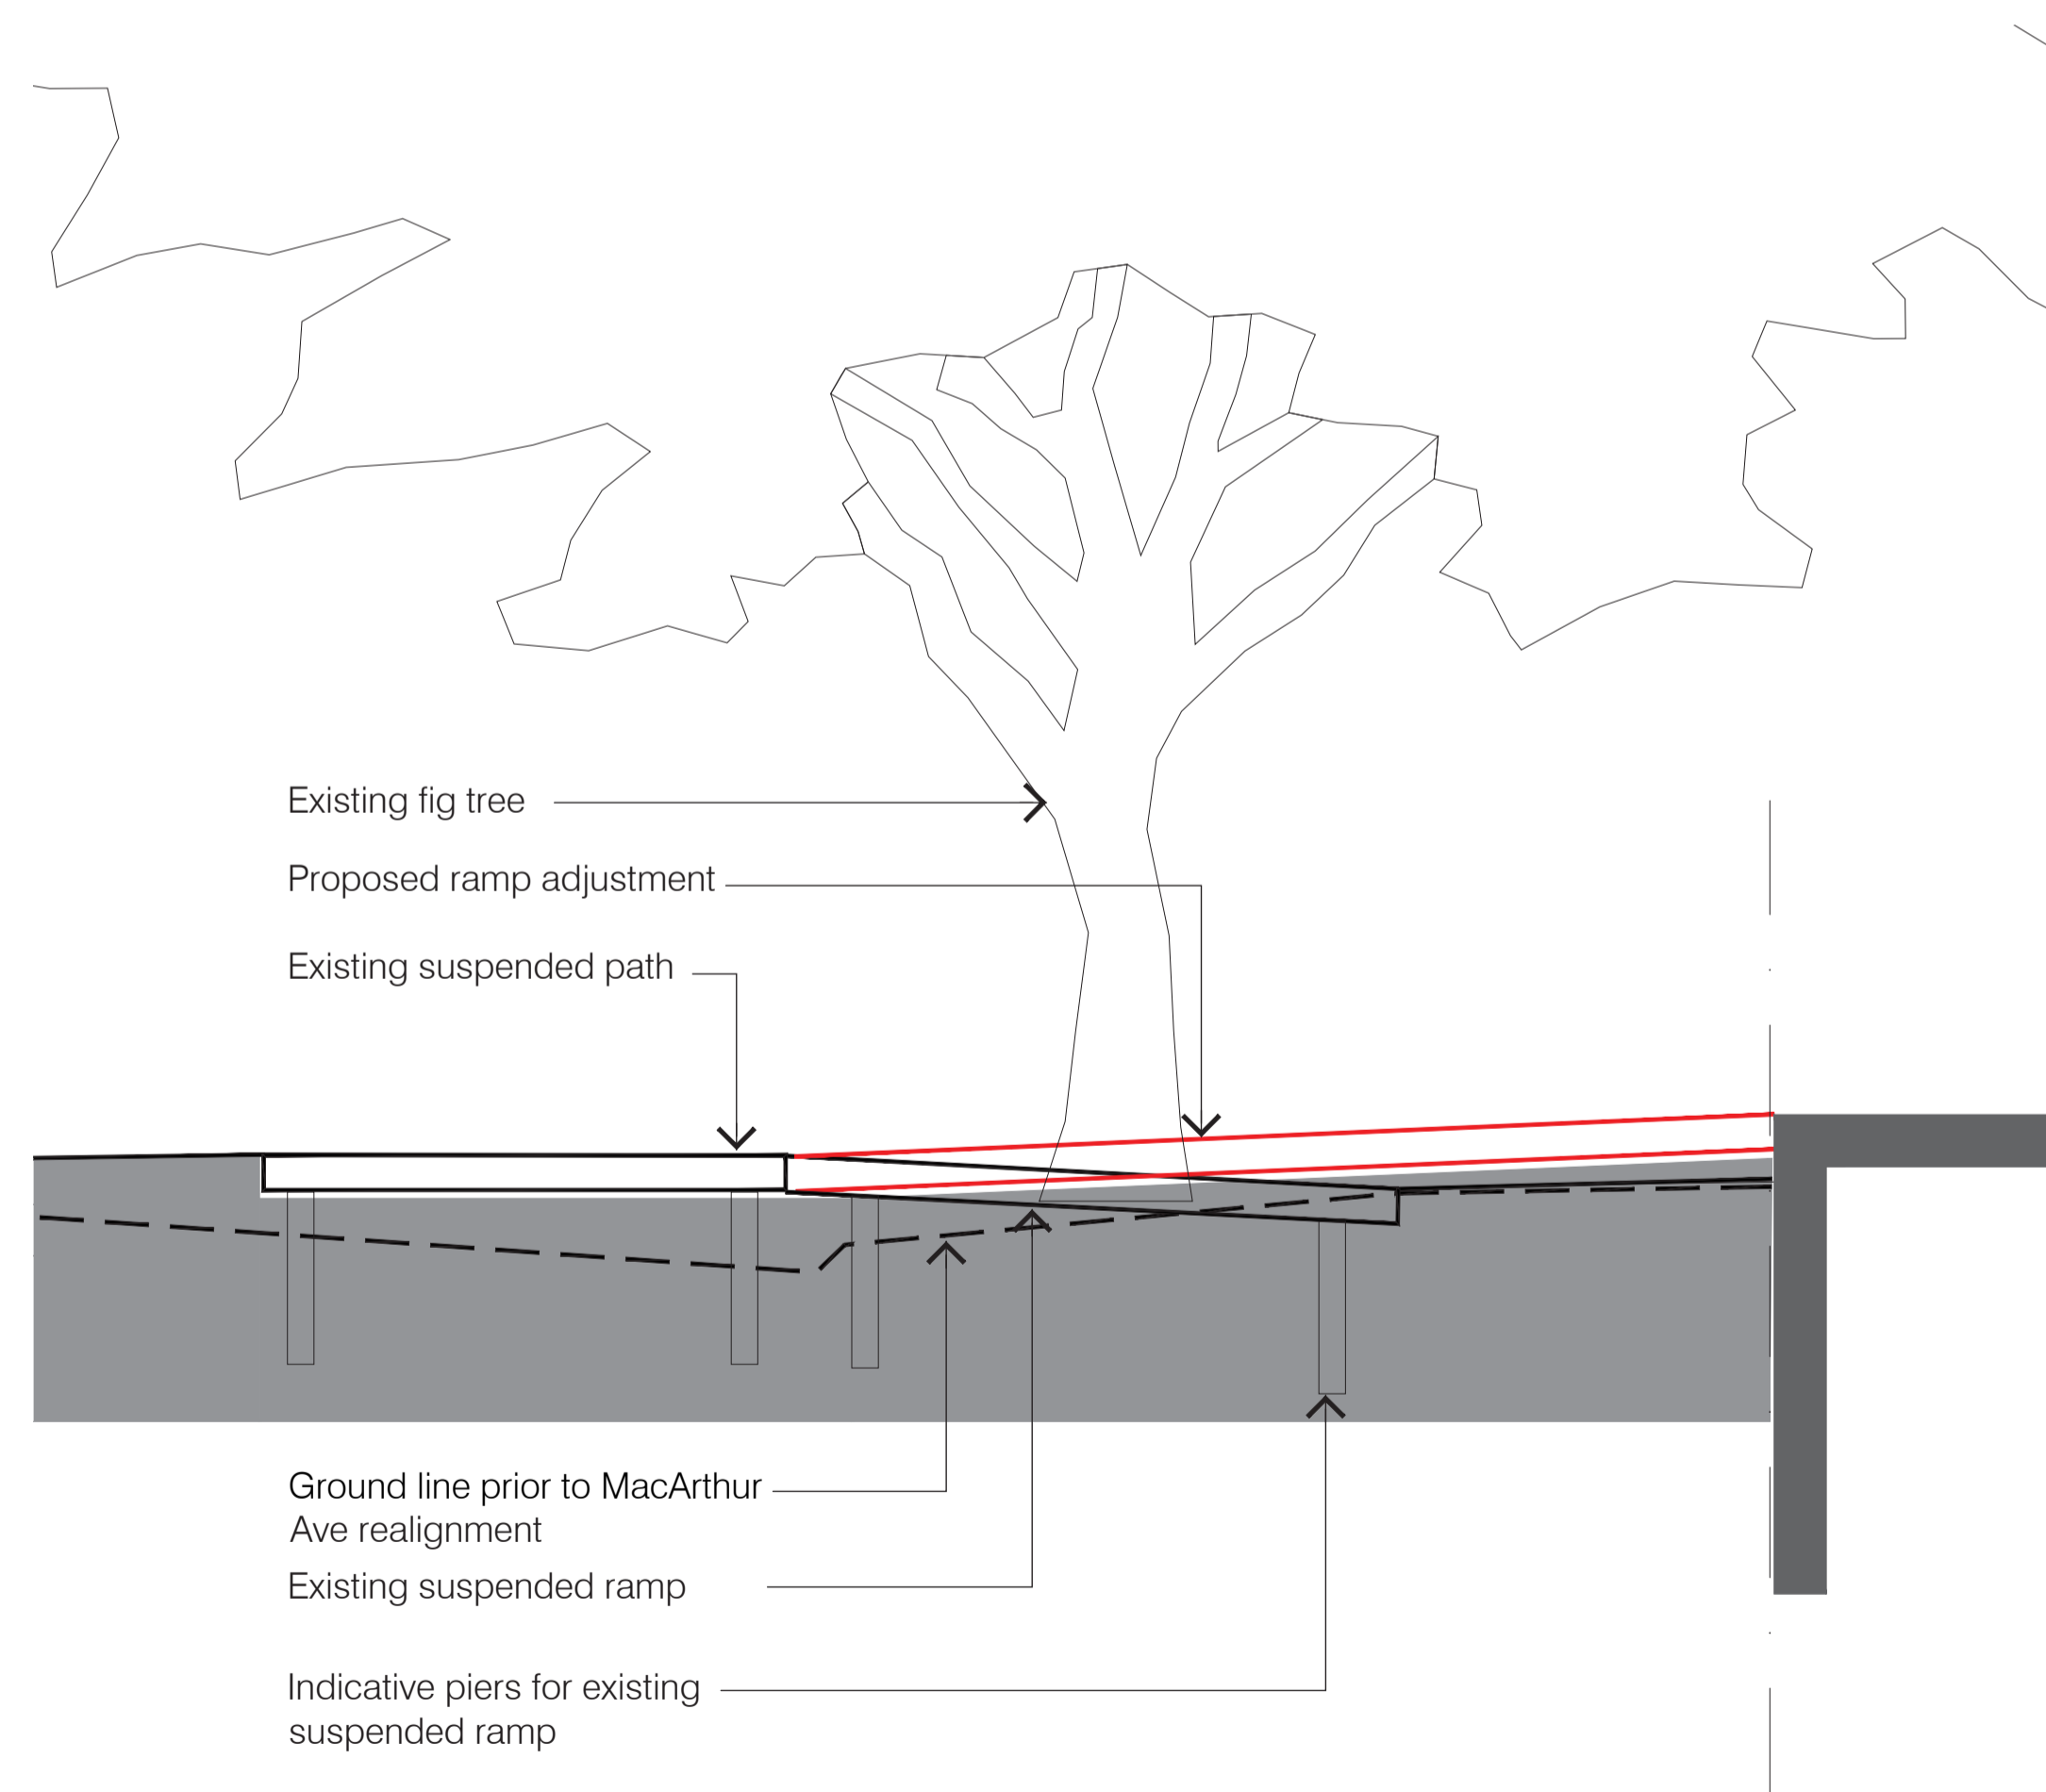 Existing fig tree
Proposed ramp adjustment
Existing suspended path
Ground line prior to MacArthur
Ave realignment
Existing suspended ramp
Indicative piers for existing
suspended ramp